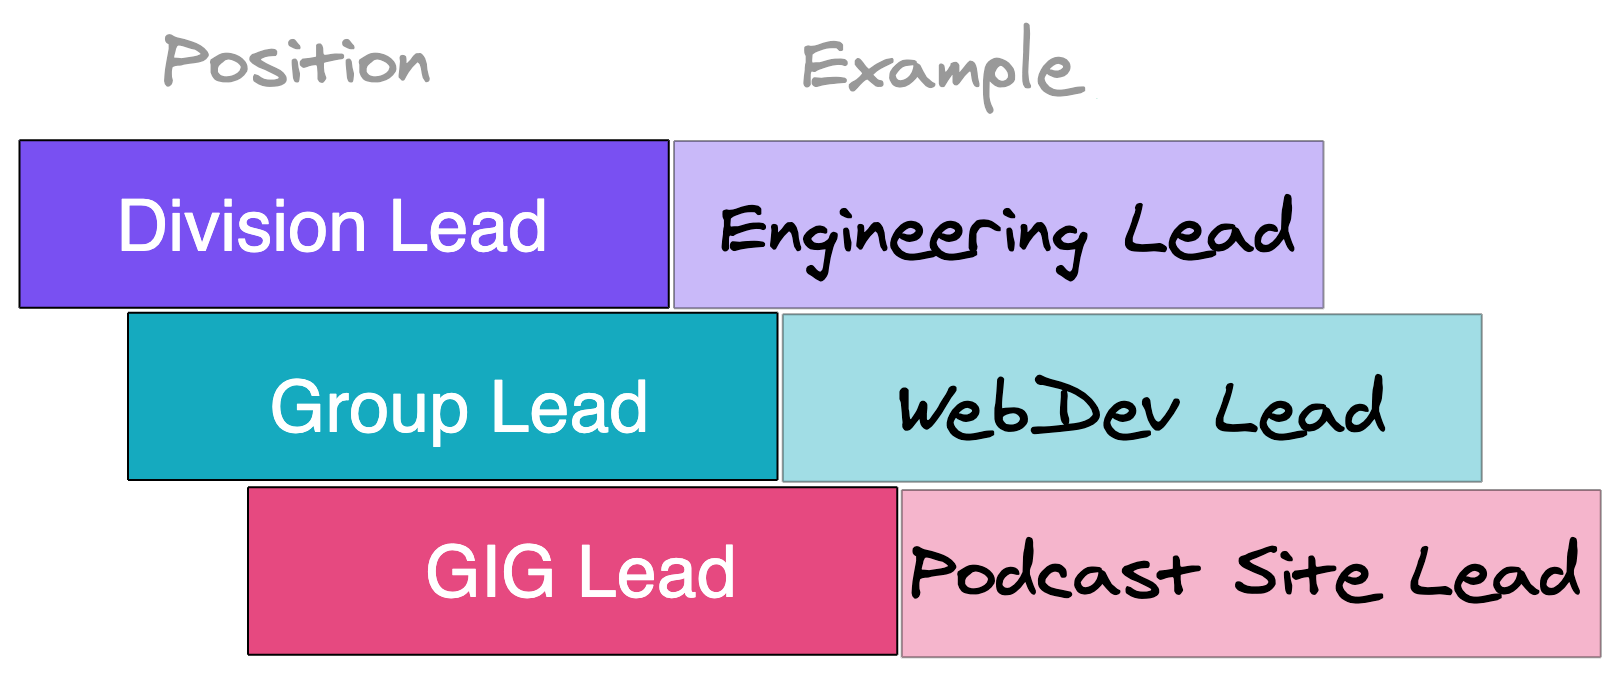 Position Example
Division Lead Engineering Lead
Group Lead WebDev Lead
GIG Lead Podcast Site Lead